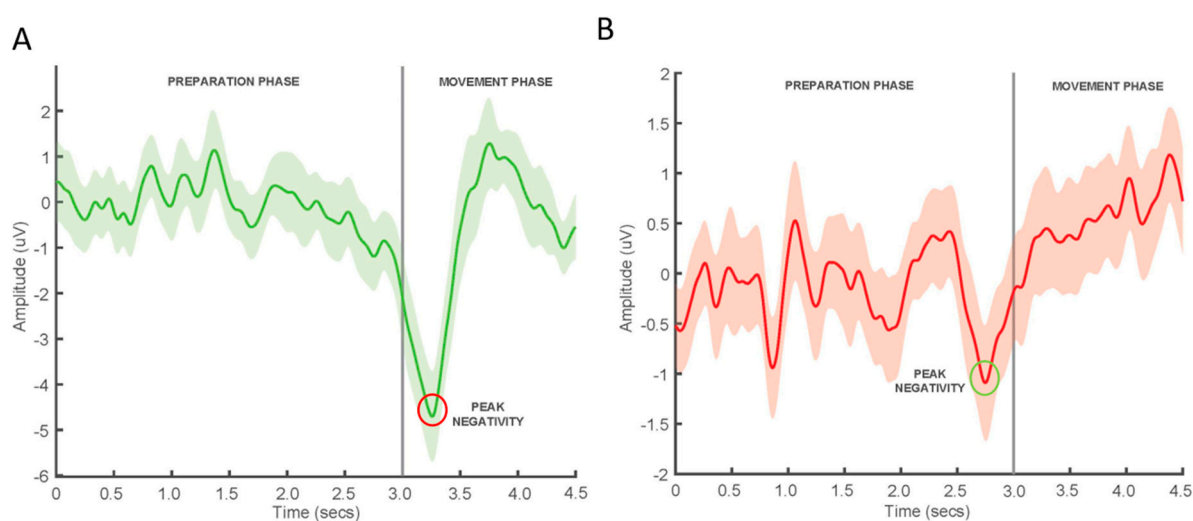 A
PREPARATION PHASE
MOVEMENT PHASE
2
1
0
-1
-2
-3
-4
-5
-6
Amplitude (uV)
PEAK
NEGATIVITY
0
0.5
1.0
1.5
2.0
2.5
3.0
3.5
4.0
4.5
Time (secs)
B
PREPARATION PHASE
MOVEMENT PHASE
2
1.5
1
0.5
0
-0.5
-1
-1.5
-2
Amplitude (uV)
PEAK
NEGATIVITY
0
0.5
1.0
1.5
2.0
2.5
3.0
3.5
4.0
4.5
Time (secs)